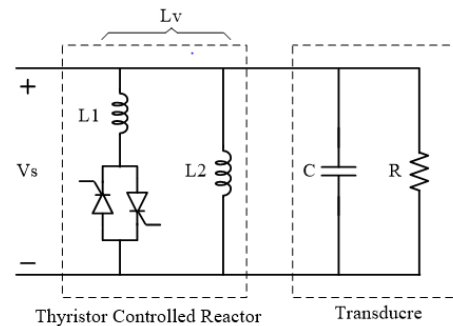 Lv
+
L1
Vs
L2
C
R
−
Thyristor Controlled Reactor
Transducre